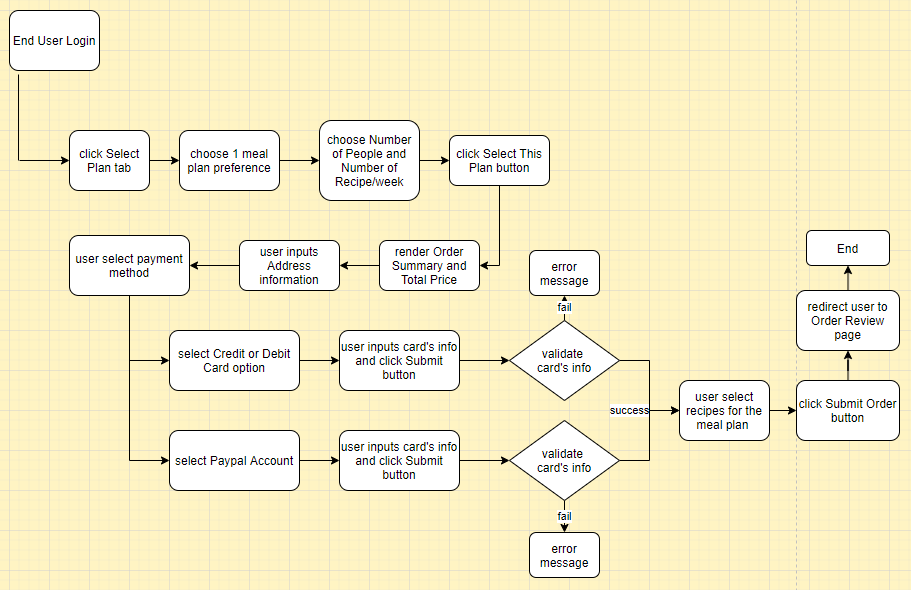 End User Login
click Select
Plan tab
choose 1 meal
plan preference
choose Number
of People and
Number of
Recipe/week
click Select This
Plan button
user select payment
method
user inputs
Address
information
render Order
Summary and
Total Price
error
message
End
fail
redirect user to
Order Review
page
select Credit or Debit
Card option
user inputs card's info
and click Submit
button
validate
card's info
success
user select
recipes for the
meal plan
click Submit Order
button
select Paypal Account
user inputs card's info
and click Submit
button
validate
card's info
fail
error
message